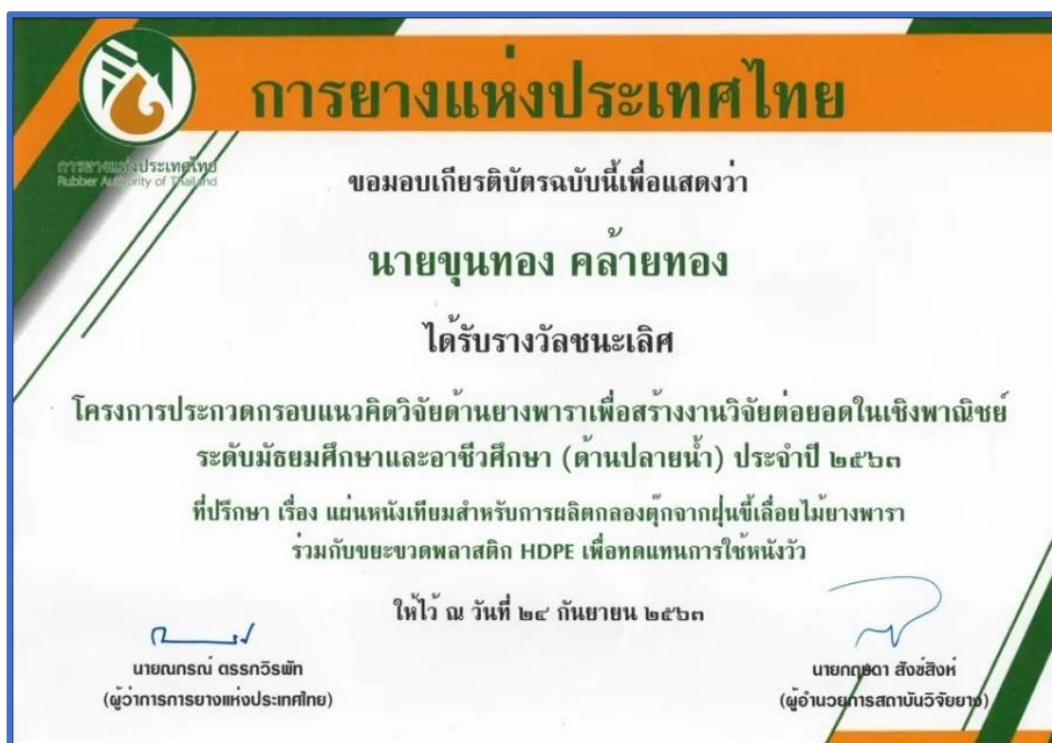 การยางแห่งประเทศไทย
การยางแห่งประเทศไทย
Rubber Authority of Thailand
ขอมอบเกียรติบัตรฉบับนี้เพื่อแสดงว่า
นายขุนทอง คล้ายทอง
ได้รับรางวัลชนะเลิศ
โครงการประกวดกรอบแนวคิดวิจัยด้านยางพาราเพื่อสร้างงานวิจัยต่อยอดในเชิงพาณิชย์
ระดับมัธยมศึกษาและอาชีวศึกษา (ด้านปลายน้ำ) ประจำปี ๒๕๖๓
ที่ปรึกษา เรื่อง แผ่นหนังเทียมสำหรับการผลิตกลองตุ๊กจากฝุ่นขี้เลื่อยไม้ยางพารา
ร่วมกับขยะขวดพลาสติก HDPE เพื่อทดแทนการใช้หนังวัว
ให้ไว้ ณ วันที่ ๒๔ กันยายน ๒๕๖๓
นายณกรณ์ ตรรกวิรพัท
(ผู้ว่าการการยางแห่งประเทศไทย)
นายกฤษดา สังข์สิงห์
(ผู้อำนวยการสถาบันวิจัยยาง)